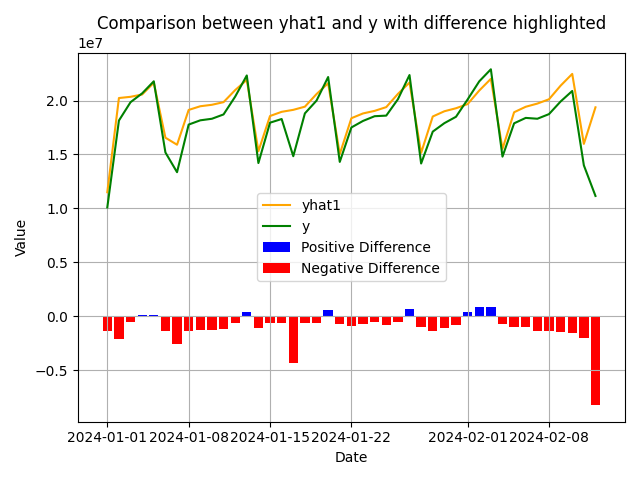 Comparison between yhat1 and y with difference highlighted
1e7
2.0
1.5
1.0
0.5
0.0
−0.5
Value
yhat1
y
Positive Difference
Negative Difference
2024-01-01 2024-01-08 2024-01-15 2024-01-22 2024-02-01 2024-02-08
Date